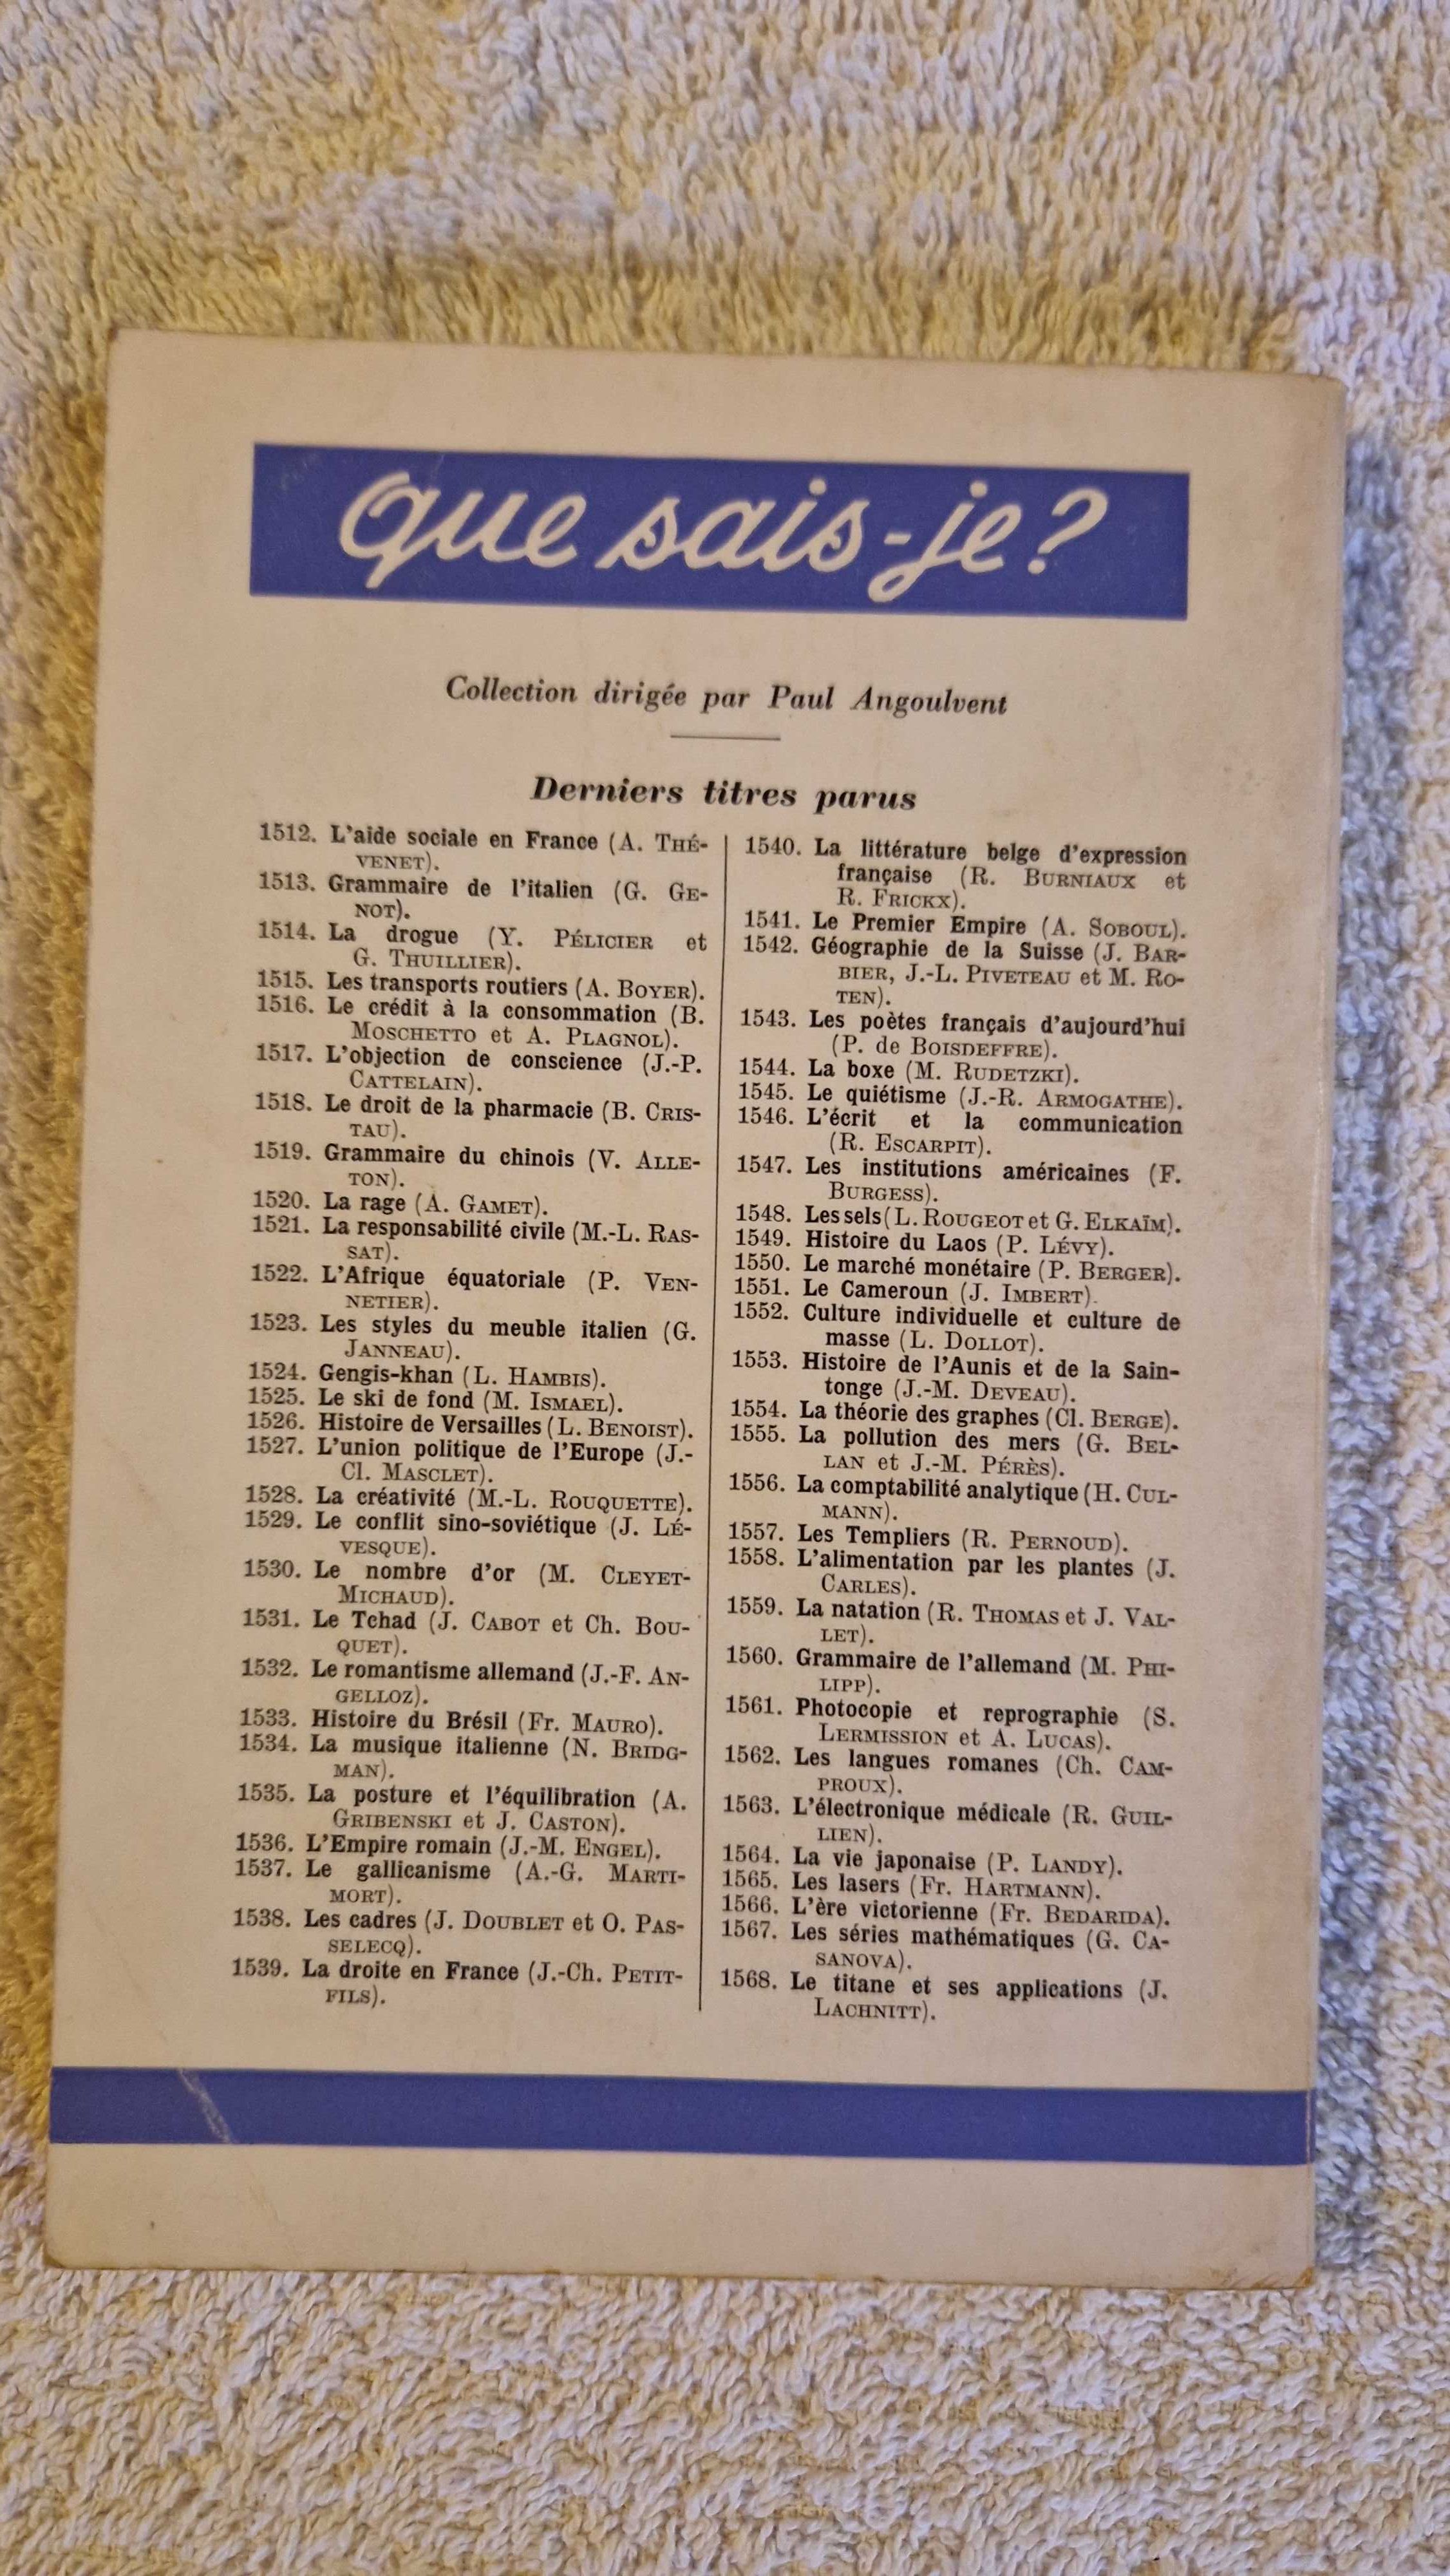 que sais-je?
Collection dirigée par Paul Angoulvent
Derniers titres parus
1512. L'aide sociale en France (A. THÉ-
VENET).
1513. Grammaire de l'italien (G. GE-
NOT).
1514. La drogue (Y. PÉLICIER et
G. THUILLIER).
1515. Les transports routiers (A. BOYER).
1516. Le crédit à la consommation (B.
MOSCHETTO et A. PLAGNOL).
1517. L'objection de conscience (J.-P.
CATTELAIN).
1518. Le droit de la pharmacie (B. CRIS-
TAU).
1519. Grammaire du chinois (V. ALLE-
TON).
1520. La rage (A. GAMET).
1521. La responsabilité civile (M.-L. RAS-
SAT).
1522. L'Afrique équatoriale (P. VEN-
NETIER).
1523. Les styles du meuble italien (G.
JANNEAU).
1524. Gengis-khan (L. HAMBIS).
1525. Le ski de fond (M. ISMAEL).
1526. Histoire de Versailles (L. BENOIST).
1527. L'union politique de l'Europe (J.-
Cl. MASCLET).
1528. La créativité (M.-L. ROUQUETTE).
1529. Le conflit sino-soviétique (J. LÉ-
VESQUE).
1530. Le nombre d'or (M. CLEYET-
MICHAUD).
1531. Le Tchad (J. CABOT et Ch. BOU-
QUET).
1532. Le romantisme allemand (J.-F. AN-
GELLOZ).
1533. Histoire du Brésil (Fr. MAURO).
1534. La musique italienne (N. BRIDG-
MAN).
1535. La posture et l'équilibration (A.
GRIBENSKI et J. CASTON).
1536. L'Empire romain (J.-M. ENGEL).
1537. Le gallicanisme (A.-G. MARTI-
MORT).
1538. Les cadres (J. DOUBLET et O. PAS-
SELECQ).
1539. La droite en France (J.-Ch. PETIT-
FILS).
1540. La littérature belge d'expression
française (R. BURNIAUX et
R. FRICKX).
1541. Le Premier Empire (A. SOBOUL).
1542. Géographie de la Suisse (J. BAR-
BIER, J.-L. PIVETEAU et M. RO-
TEN).
1543. Les poètes français d'aujourd'hui
(P. de BOISDEFFRE).
1544. La boxe (M. RUDETZKI).
1545. Le quiétisme (J.-R. ARMOGATHE).
1546. L'écrit et la communication
(R. ESCARPIT).
1547. Les institutions américaines (F.
BURGESS).
1548. Les sels (L. ROUGEOT et G. ELKAÏM).
1549. Histoire du Laos (P. LÉVY).
1550. Le marché monétaire (P. BERGER).
1551. Le Cameroun (J. IMBERT).
1552. Culture individuelle et culture de
masse (L. DOLLOT).
1553. Histoire de l'Aunis et de la Sain-
tonge (J.-M. DEVEAU).
1554. La théorie des graphes (Cl. BERGE).
1555. La pollution des mers (G. BEL-
LAN et J.-M. PÉRÈS).
1556. La comptabilité analytique (H. CUL-
MANN).
1557. Les Templiers (R. PERNOUD).
1558. L'alimentation par les plantes (J.
CARLES).
1559. La natation (R. THOMAS et J. VAL-
LET).
1560. Grammaire de l'allemand (M. PHI-
LIPP).
1561. Photocopie et reprographie (S.
LERMISSION et A. LUCAS).
1562. Les langues romanes (Ch. CAM-
PROUX).
1563. L'électronique médicale (R. GUIL-
LIEN).
1564. La vie japonaise (P. LANDY).
1565. Les lasers (Fr. HARTMANN).
1566. L'ère victorienne (Fr. BEDARIDA).
1567. Les séries mathématiques (G. CA-
SANOVA).
1568. Le titane et ses applications (J.
LACHNITT).